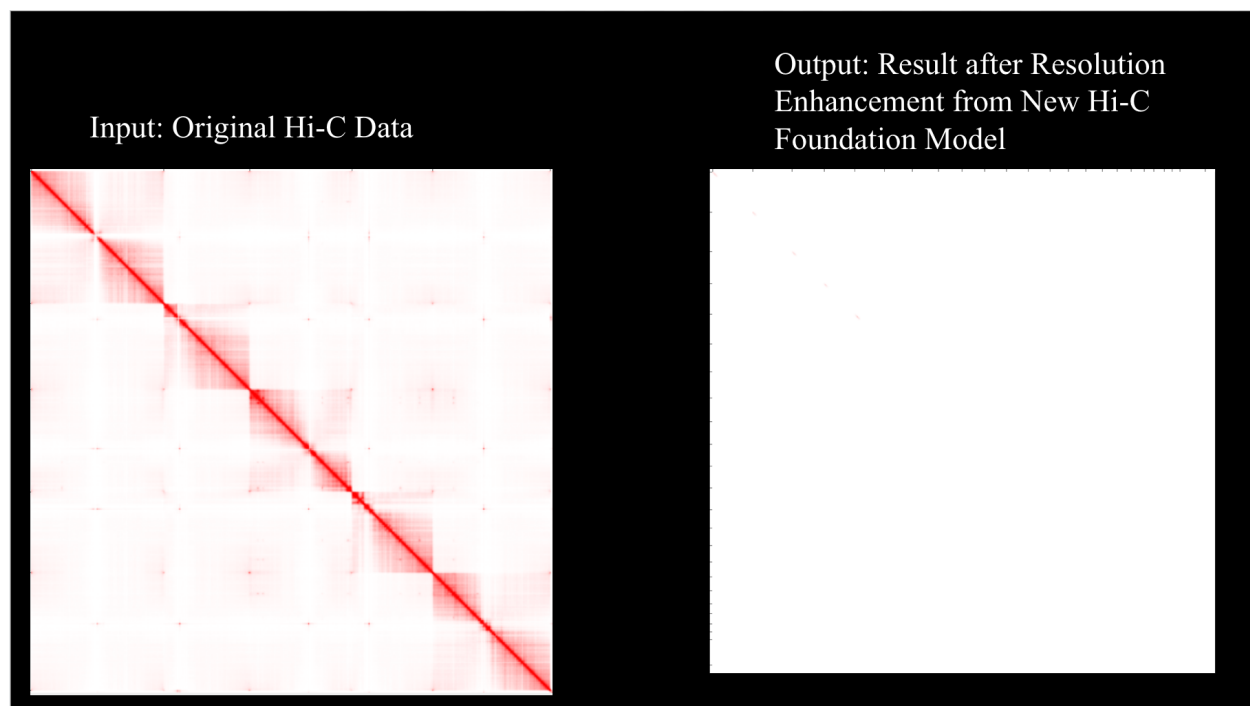 Input: Original Hi-C Data
Output: Result after Resolution
Enhancement from New Hi-C
Foundation Model